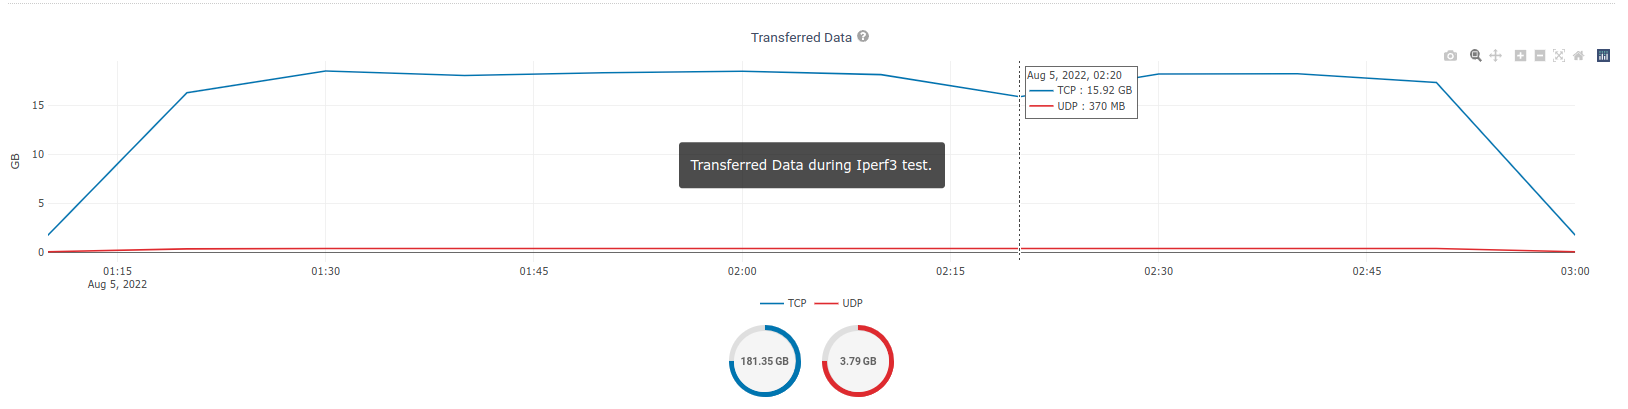 Transferred Data ?
Aug 5, 2022, 02:20
TCP : 15.92 GB
UDP : 370 MB
GB
15
10
5
0
Transferred Data during Iperf3 test.
01:15 01:30 01:45 02:00 02:15 02:30 02:45 03:00
Aug 5, 2022
TCP UDP
181.35 GB 3.79 GB